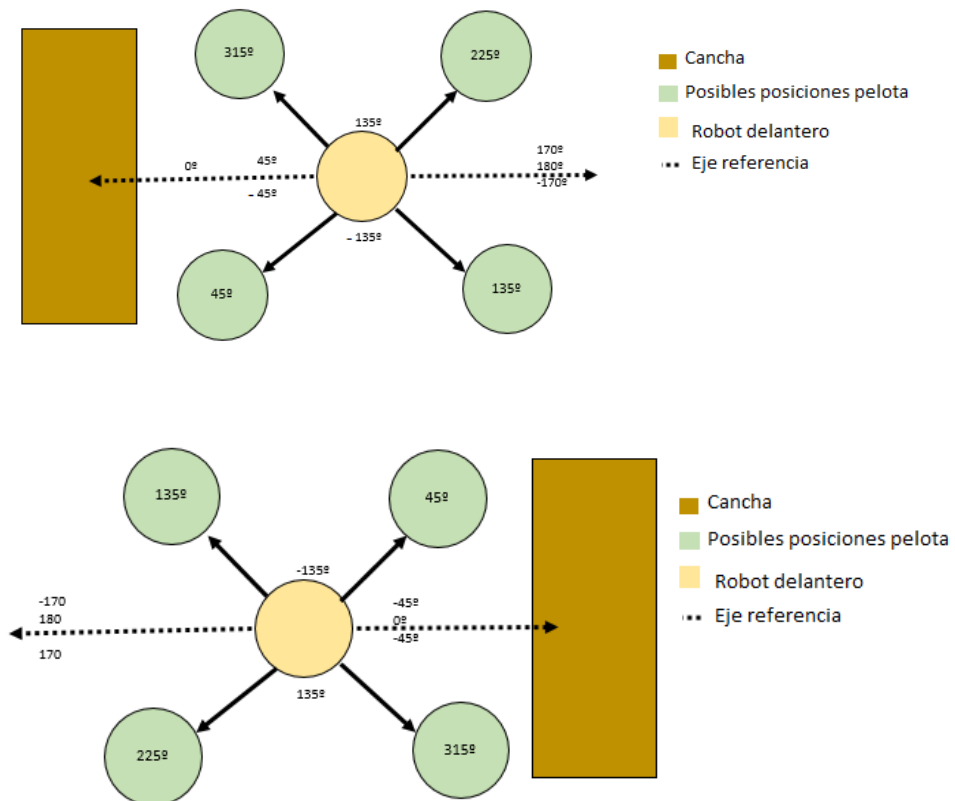 315º
225º
135º
0º
45º
– 45º
170º
180º
-170º
– 135º
45º
135º
Cancha
Posibles posiciones pelota
Robot delantero
Eje referencia
135º
45º
-135º
-170
180
170
-45º
0º
-45º
135º
225º
315º
Cancha
Posibles posiciones pelota
Robot delantero
Eje referencia